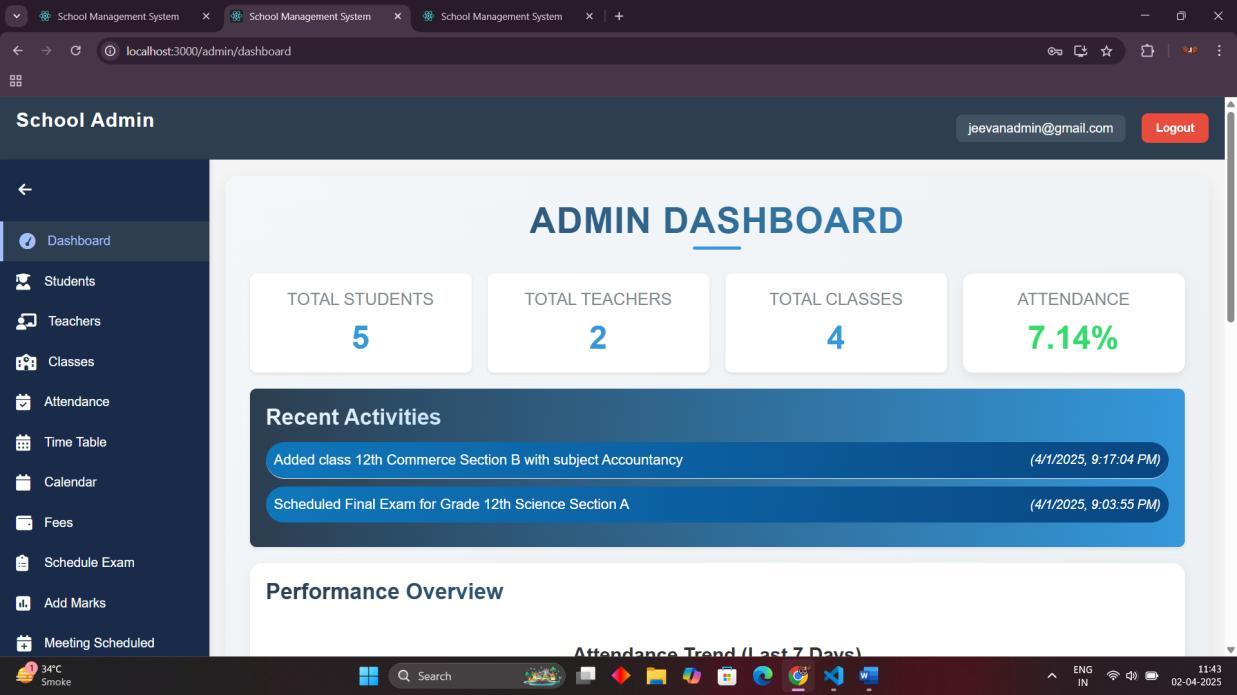 School Management System
School Management System
School Management System
localhost:3000/admin/dashboard
School Admin
jeevanadmin@gmail.com
Logout
Dashboard
Students
Teachers
Classes
Attendance
Time Table
Calendar
Fees
Schedule Exam
Add Marks
Meeting Scheduled
ADMIN DASHBOARD
TOTAL STUDENTS
5
TOTAL TEACHERS
2
TOTAL CLASSES
4
ATTENDANCE
7.14%
Recent Activities
Added class 12th Commerce Section B with subject Accountancy (4/1/2025, 9:17:04 PM)
Scheduled Final Exam for Grade 12th Science Section A (4/1/2025, 9:03:55 PM)
Performance Overview
Attendance Trend (Last 7 Days)
1
34°C
Smoke
Search
ENG
IN
11:43
02-04-2025